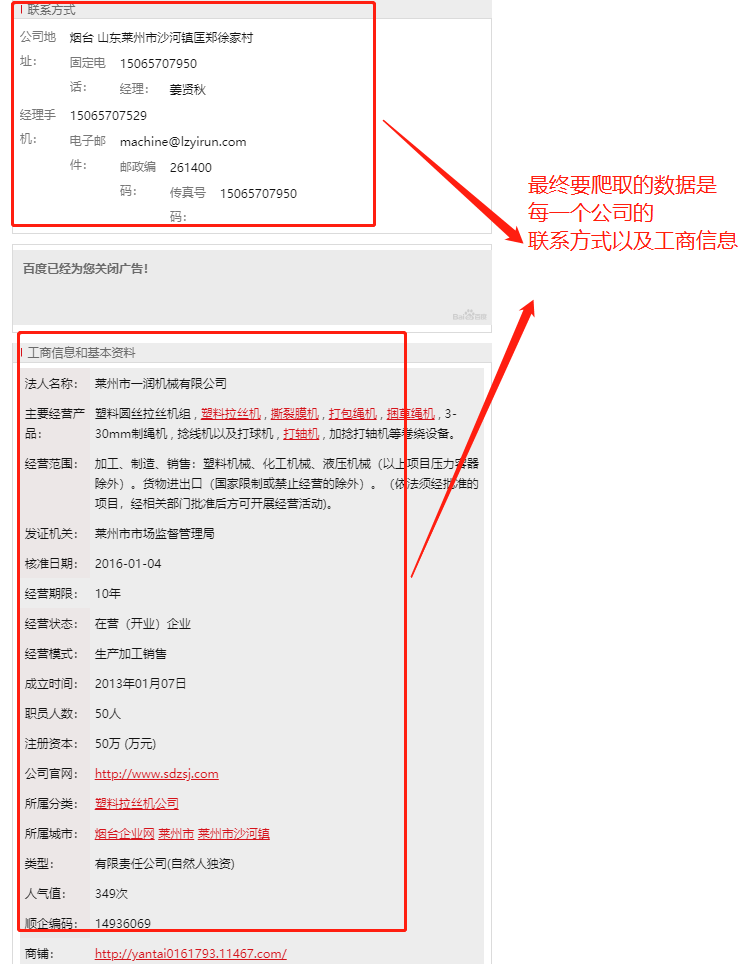 联系方式
公司地址： 烟台 山东莱州市沙河镇匡郑徐家村
固定电话： 15065707950
经理： 姜贤秋
经理手机： 15065707529
电子邮件： machine@lzyirun.com
邮政编码： 261400
传真号码： 15065707950
最终要爬取的数据是
每一个公司的
联系方式以及工商信息
百度已经为您关闭广告！
工商信息和基本资料
法人名称： 莱州市一润机械有限公司
主要经营产品： 塑料圆丝拉丝机组 , 塑料拉丝机 , 撕裂膜机 , 打包绳机 , 捆草绳机 , 3-
30mm制绳机 , 捻线机以及打球机 , 打轴机 , 加捻打轴机等卷绕设备。
经营范围： 加工、制造、销售：塑料机械、化工机械、液压机械（以上项目压力容器
除外）。货物进出口（国家限制或禁止经营的除外）。（依法须经批准的
项目，经相关部门批准后方可开展经营活动)。
发证机关： 莱州市市场监督管理局
核准日期： 2016-01-04
经营期限： 10年
经营状态： 在营（开业）企业
经营模式： 生产加工销售
成立时间： 2013年01月07日
职员人数： 50人
注册资本： 50万 (万元)
公司官网： http://www.sdzsj.com
所属分类： 塑料拉丝机公司
所属城市： 烟台企业网 莱州市 莱州市沙河镇
类型： 有限责任公司(自然人独资)
人气值： 349次
顺企编码： 14936069
商铺： http://yantai0161793.11467.com/